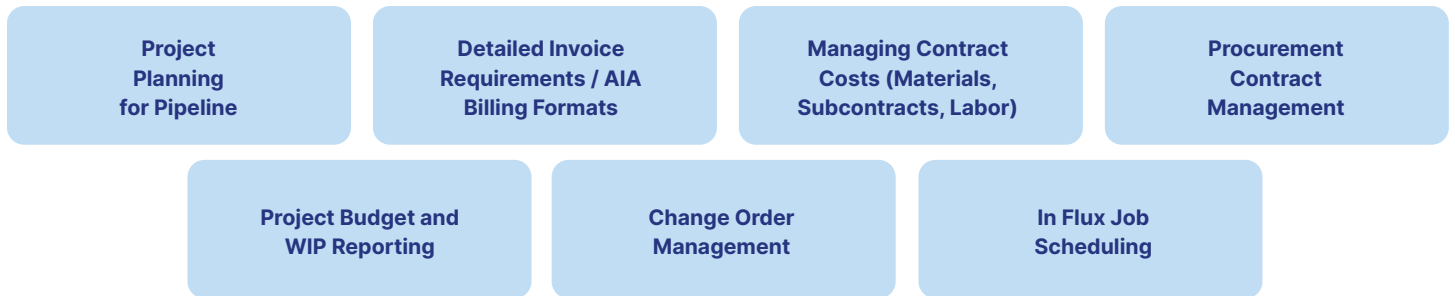 Project
Planning
for Pipeline
Detailed Invoice
Requirements / AIA
Billing Formats
Managing Contract
Costs (Materials,
Subcontracts, Labor)
Procurement
Contract
Management
Project Budget and
WIP Reporting
Change Order
Management
In Flux Job
Scheduling